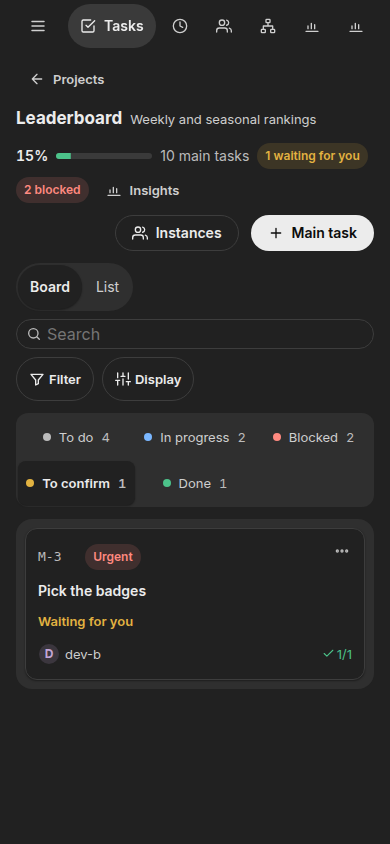 Tasks
Projects
Leaderboard Weekly and seasonal rankings
15% 10 main tasks 1 waiting for you
2 blocked Insights
Instances Main task
Board List
Search
Filter Display
To do 4 In progress 2 Blocked 2
To confirm 1 Done 1
M-3 Urgent
Pick the badges
Waiting for you
D dev-b 1/1